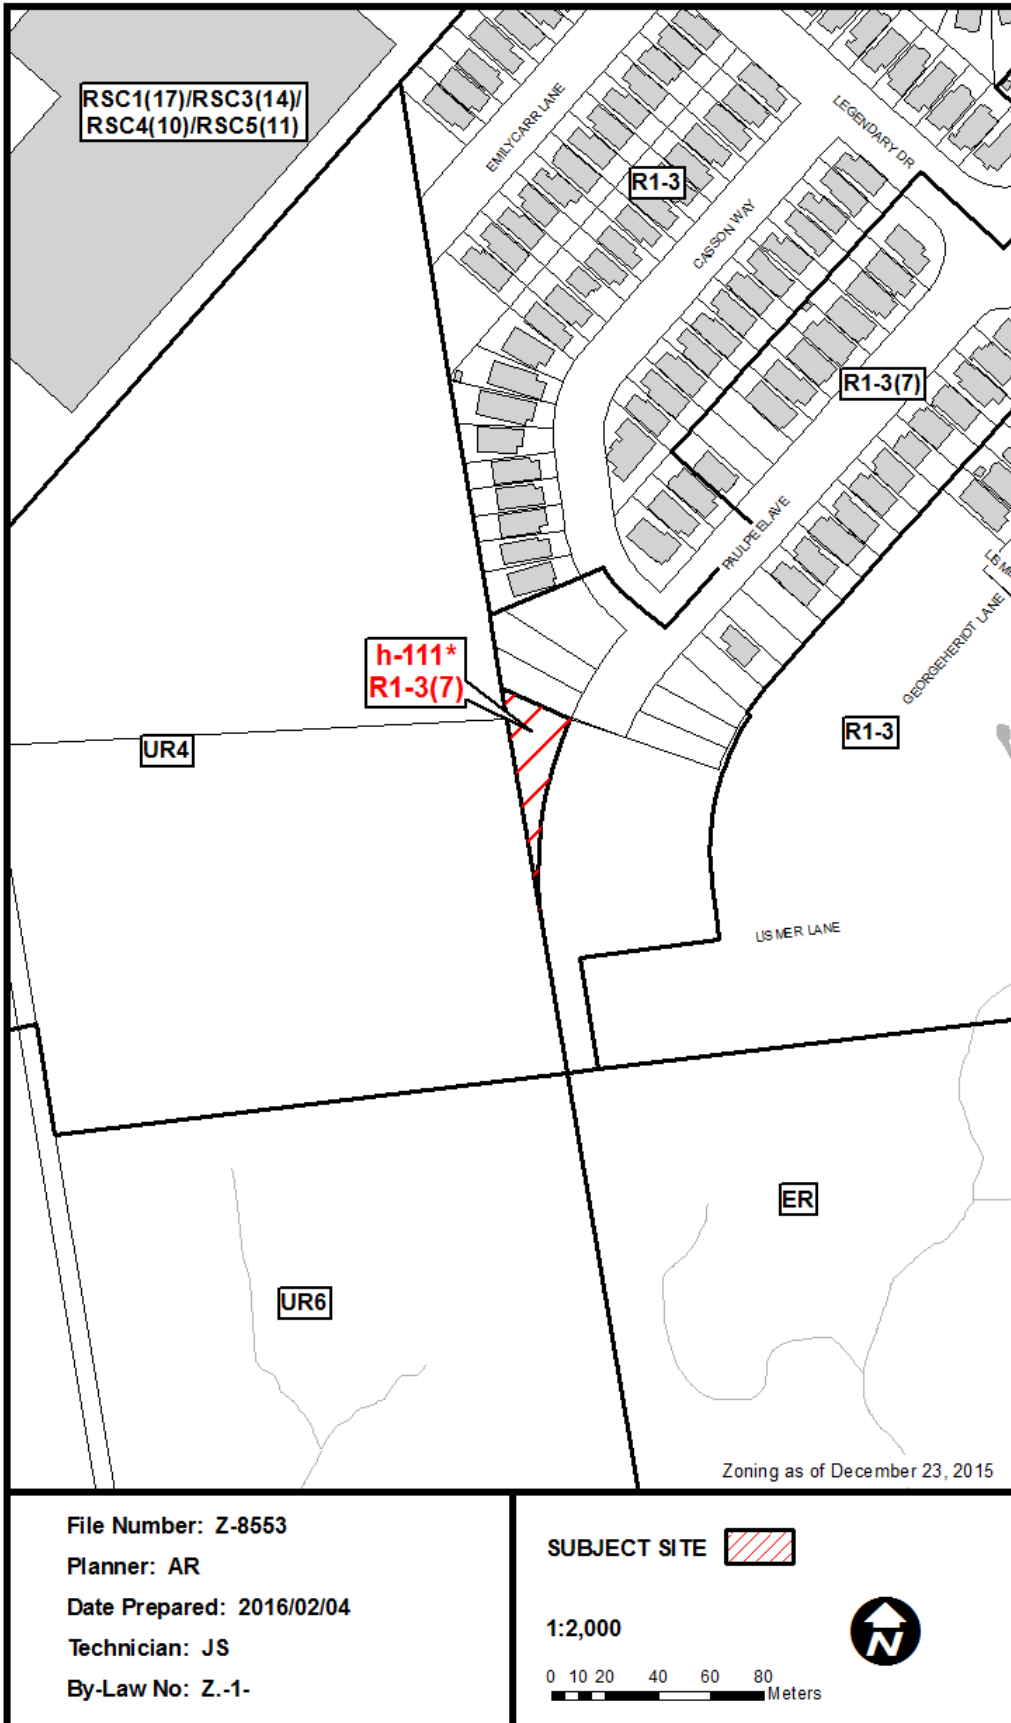 RSC1(17)/RSC3(14)/
RSC4(10)/RSC5(11)
EMILYCARR LANE
LEGENDARY DR
R1-3
CASSON WAY
R1-3(7)
PAULPEEL AVE
GEORGEHERIOT LANE
h-111*
R1-3(7)
R1-3
UR4
LISMER LANE
ER
UR6
Zoning as of December 23, 2015
File Number: Z-8553
Planner: AR
Date Prepared: 2016/02/04
Technician: JS
By-Law No: Z.-1-
SUBJECT SITE
1:2,000
N
0 10 20 40 60 80
Meters